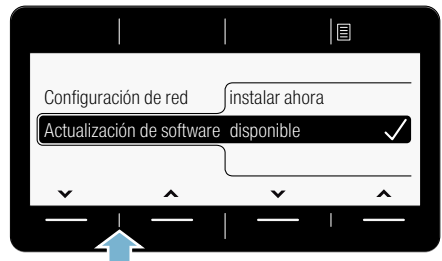 Configuración de red instalar ahora
Actualización de software disponible